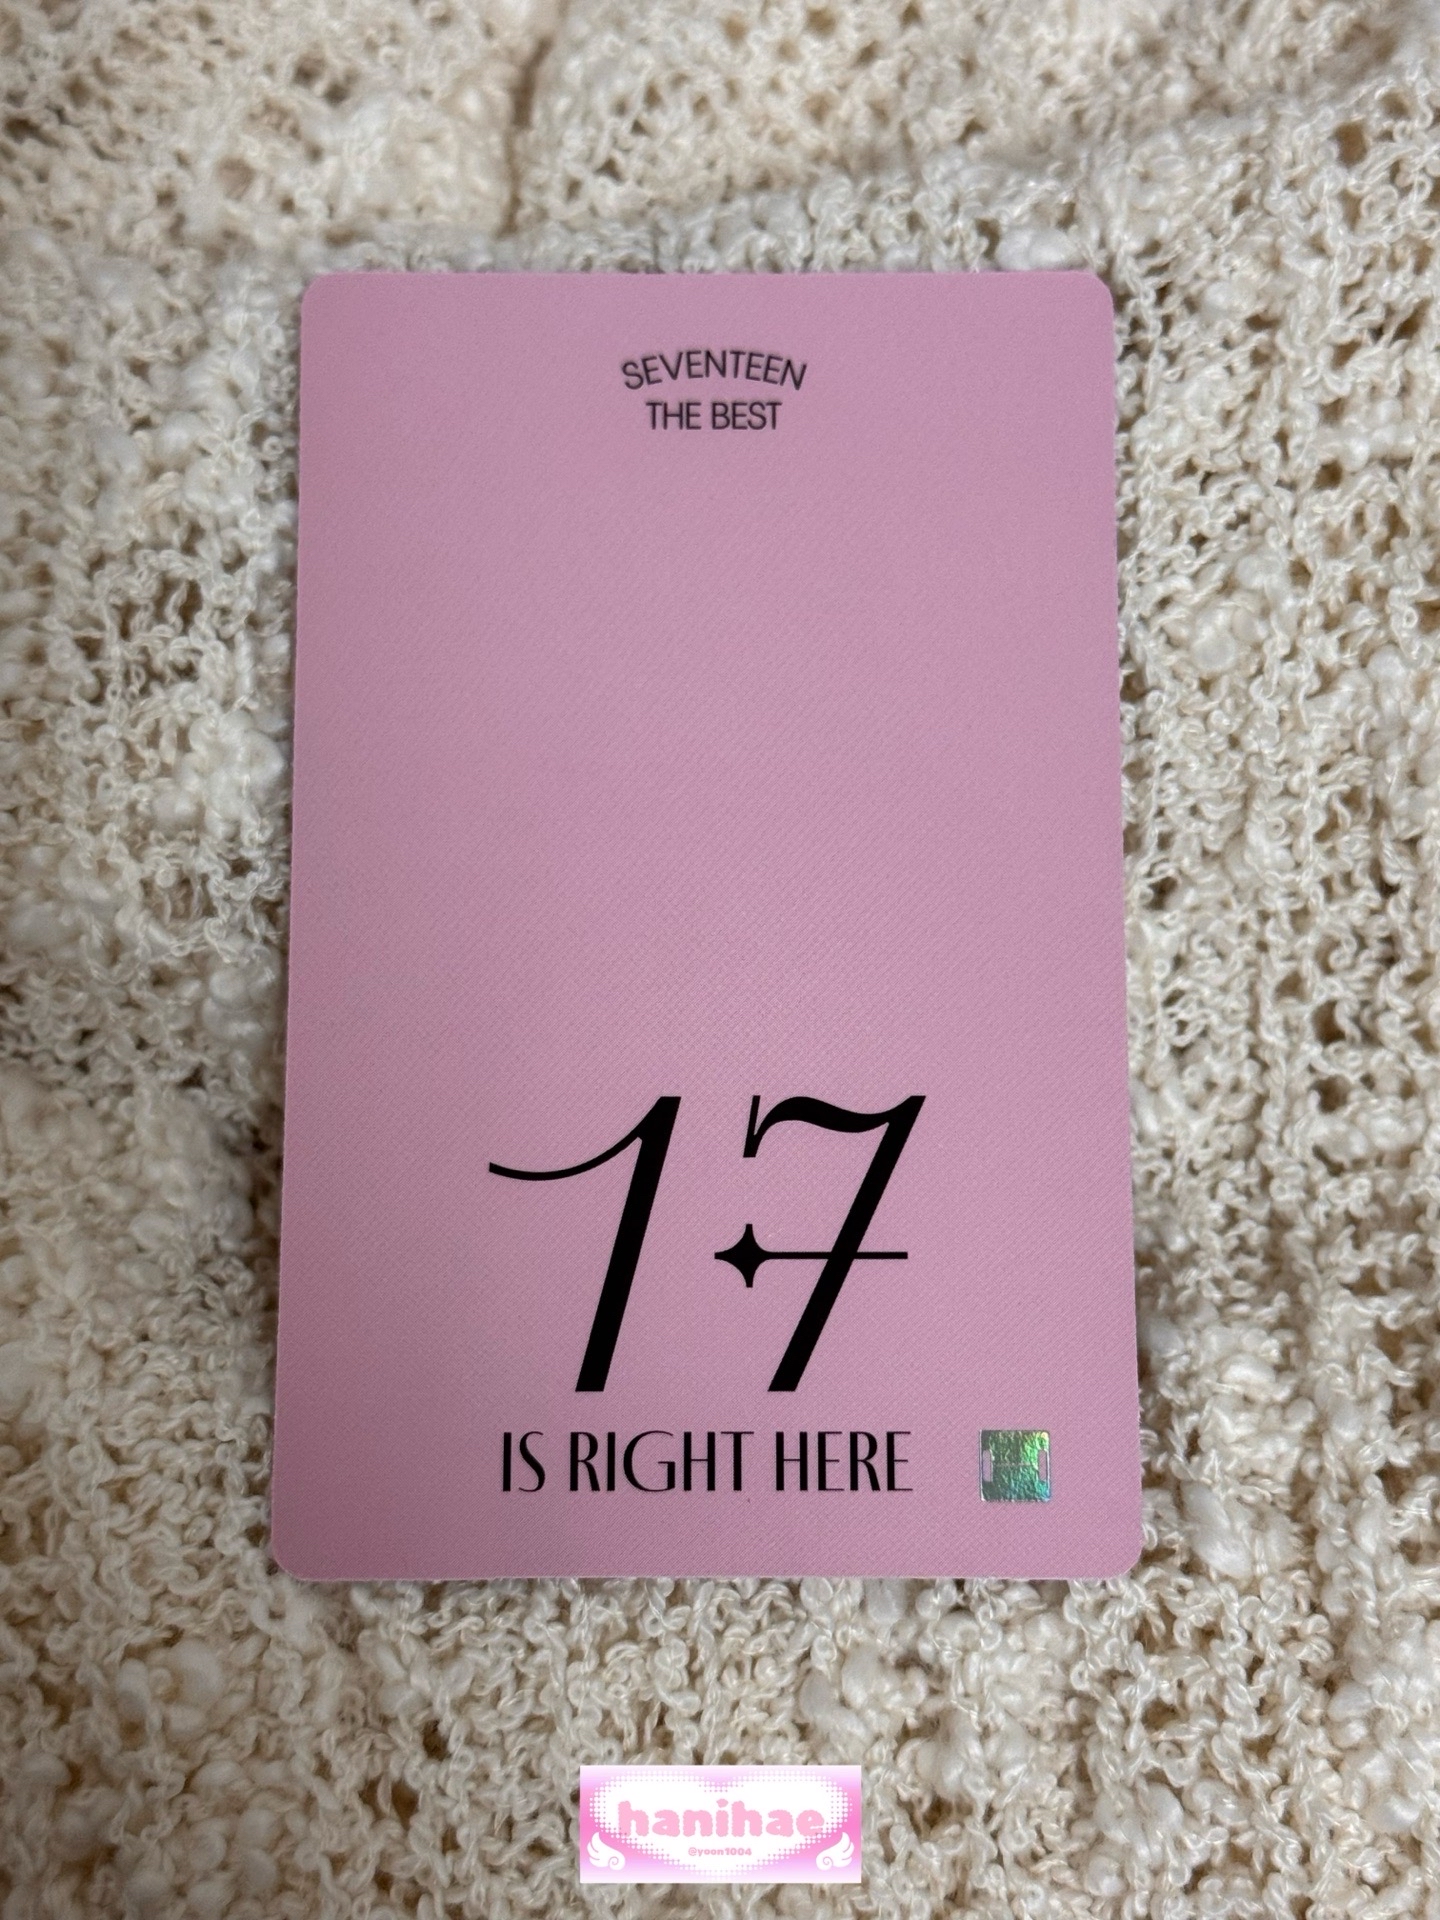 SEVENTEEN
THE BEST
17
IS RIGHT HERE
hanihae
@yoon1004